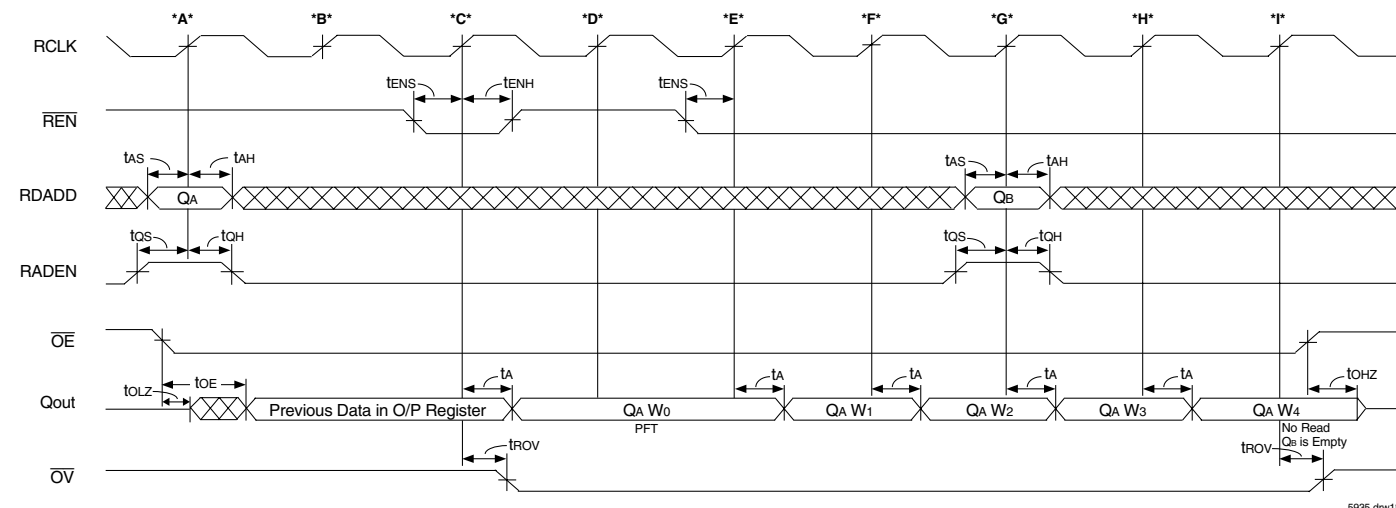 *A* *B* *C* *D* *E* *F* *G* *H* *I*
RCLK
tENS tENH tENS
REN
tAS tAH tAS tAH
RDADD QA QB
tQS tQH tQS tQH
RADEN
OE
tOLZ tOE tA tA tA tA tA tOHZ
Qout Previous Data in O/P Register QA W0 QA W1 QA W2 QA W3 QA W4
PFT No Read
QB is Empty
tROV tROV
OV